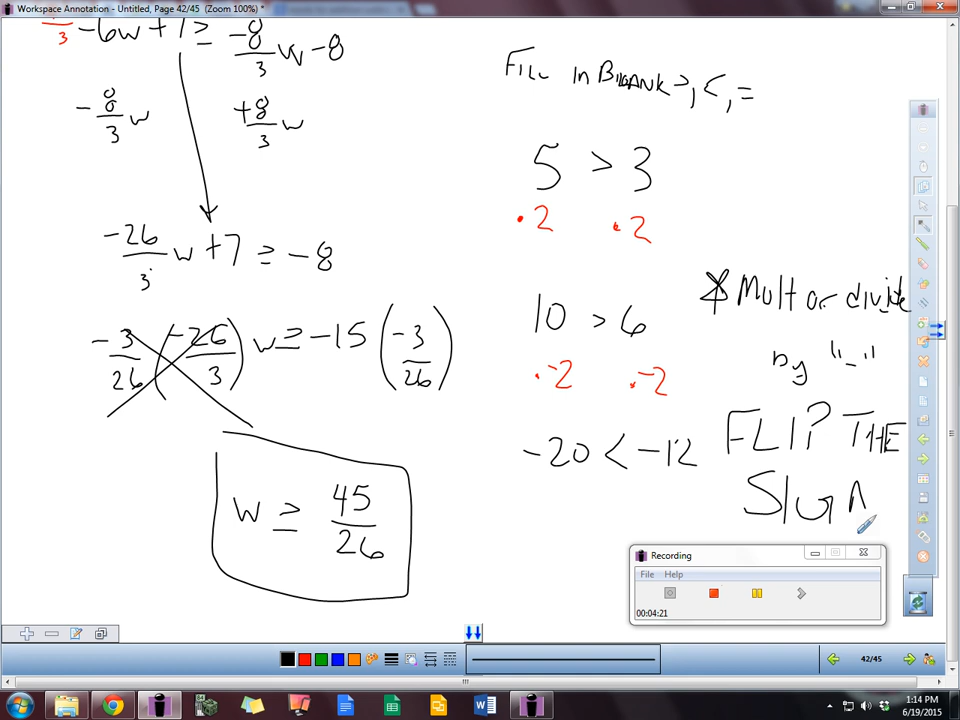 Workspace Annotation - Untitled, Page 42/45 (Zoom 100%) *
3 -6w + 7 ≥ -8/3 w - 8
-8/3 w +8/3 w
-26/3 w + 7 ≥ -8
-3/26 (-26/3) w ≥ -15 (-3/26)
w ≥ 45/26
Fill in Blank >, <, =
5 > 3
·2 ·2
10 > 6
·-2 ·-2
-20 < -12
* Mult or divide
by "-"
FLIP THE
SIGN
Recording
File Help
00:04:21
42/45
1:14 PM
6/19/2015